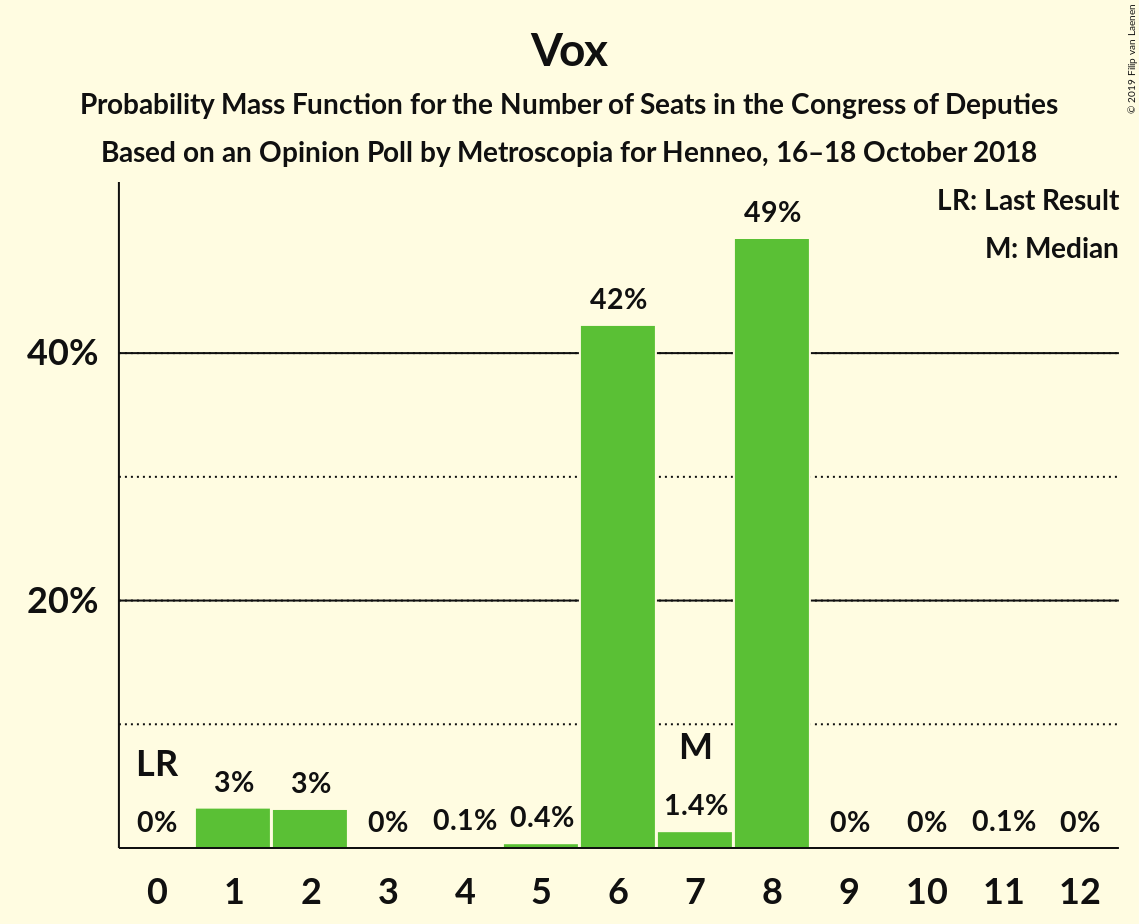 © 2019 Filip van Laenen
Vox
Probability Mass Function for the Number of Seats in the Congress of Deputies
Based on an Opinion Poll by Metroscopia for Henneo, 16–18 October 2018
LR: Last Result
M: Median
49%
42%
40%
20%
LR
M
0%
3%
3%
0%
0.1%
0.4%
1.4%
0%
0%
0.1%
0%
0 1 2 3 4 5 6 7 8 9 10 11 12